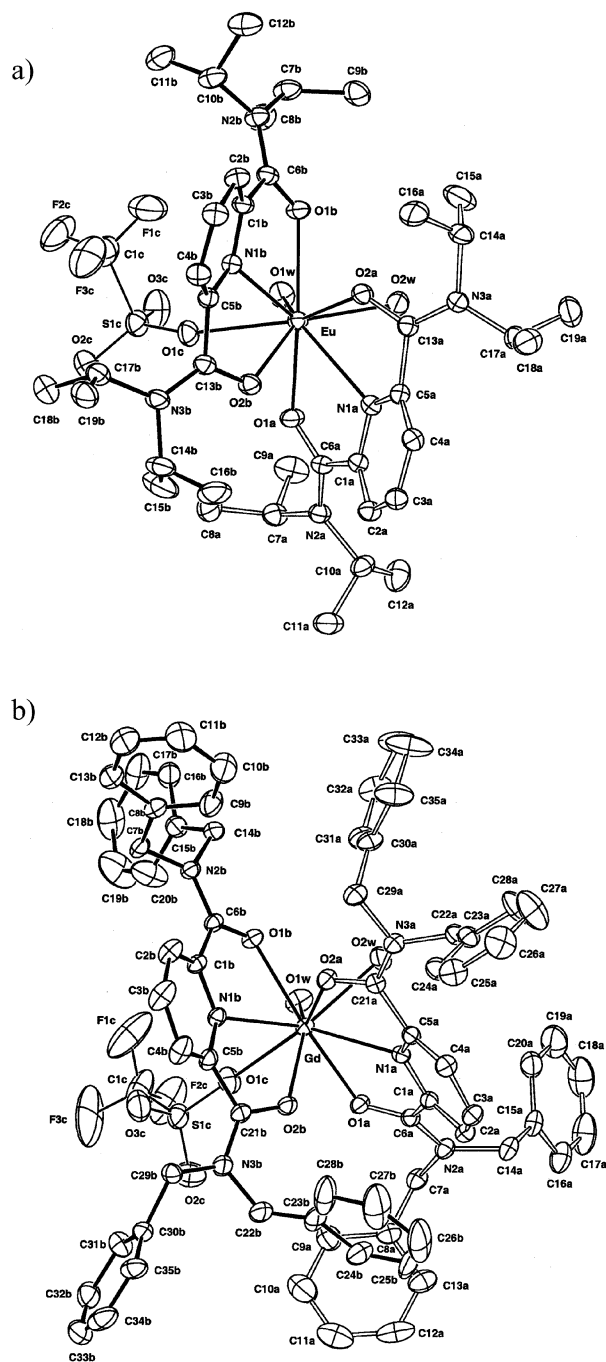 a)
C12b
C11b
C10b
C7b
C9b
N2b
C8b
C2b
C6b
C3b
C1b
O1b
C16a
C15a
F2c
F1c
C4b
N1b
C14a
C1c
F3c
O3c
C5b
O1w
O2a
O2w
N3a
S1c
Eu
C13a
C19a
O2c
O1c
C17a
C18a
C17b
C13b
O2b
N1a
C5a
C18b
C19b
N3b
O1a
C4a
C6a
C9a
C1a
C14b
C16b
C3a
C15b
C2a
C8a
C7a
N2a
C10a
C12a
C11a
b)
C11b
C12b
C17b
C33a
C34a
C16b
C10b
C13b
C32a
C35a
C8b
C9b
C18b
C7b
C14b
C31a
C30a
C15b
N2b
C19b
C20b
C29a
C28a
C27a
C6b
N3a
C22a
C23a
O1b
O2w
O2a
C26a
C2b
C1b
C24a
C25a
C3b
O1w
C21a
N1b
C5a
C19a
F1c
C4a
C20a
C18a
C4b
C5b
Gd
N1a
C1c
F2c
O1c
C1a
C3a
C15a
F3c
S1c
O1a
C2a
O3c
C21b
O2b
C6a
C17a
N2a
C14a
C16a
N3b
C28b
C27b
C29b
O2c
C7a
C23b
C30b
C22b
C26b
C31b
C9a
C8a
C35b
C24b
C25b
C10a
C13a
C32b
C34b
C11a
C12a
C33b